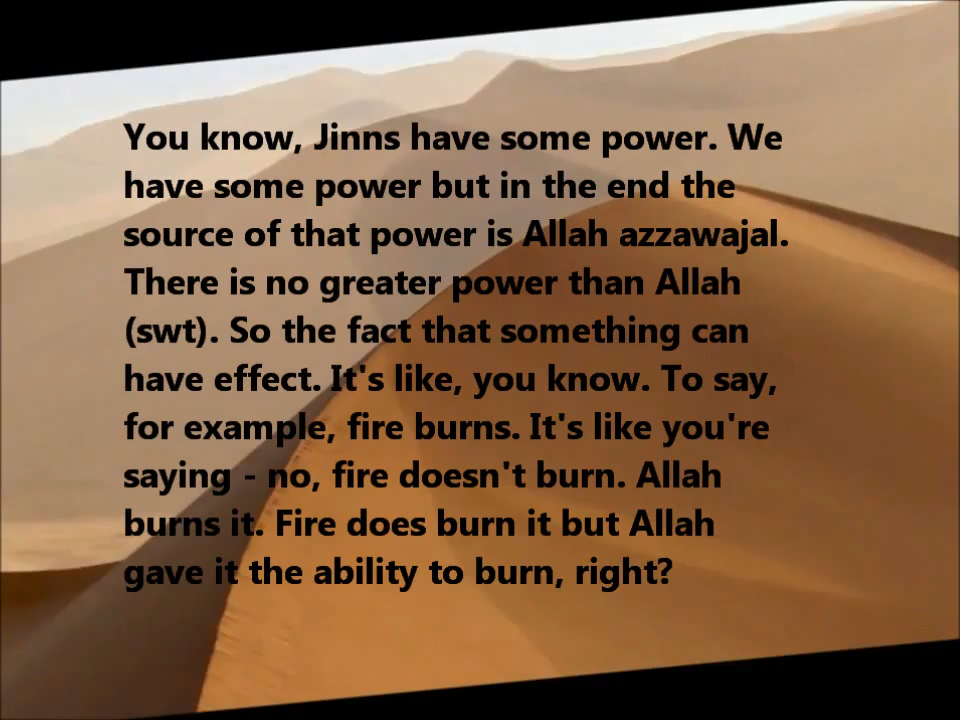 You know, Jinns have some power. We
have some power but in the end the
source of that power is Allah azzawajal.
There is no greater power than Allah
(swt). So the fact that something can
have effect. It's like, you know. To say,
for example, fire burns. It's like you're
saying - no, fire doesn't burn. Allah
burns it. Fire does burn it but Allah
gave it the ability to burn, right?